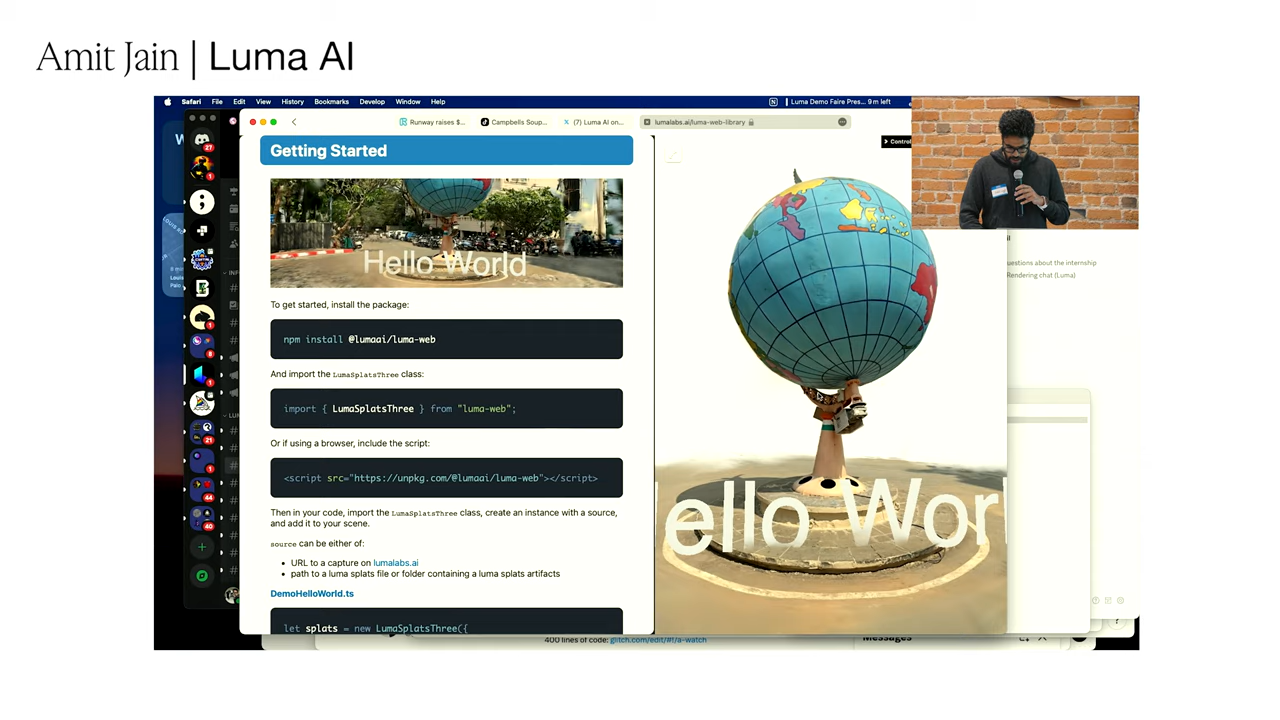 Amit Jain | Luma AI
Safari File Edit View History Bookmarks Develop Window Help
Luma Demo Faire Pres... 9m left
Runway raises $...
Campbells Soup...
(7) Luma AI on...
lumalabs.ai/luma-web-library
Getting Started
Hello World
To get started, install the package:
npm install @lumaai/luma-web
And import the LumaSplatsThree class:
import { LumaSplatsThree } from "luma-web";
Or if using a browser, include the script:
<script src="https://unpkg.com/@lumaai/luma-web"></script>
Then in your code, import the LumaSplatsThree class, create an instance with a source,
and add it to your scene.
source can be either of:
• URL to a capture on lumalabs.ai
• path to a luma splats file or folder containing a luma splats artifacts
DemoHelloWorld.ts
let splats = new LumaSplatsThree({
Control
ello Worl
uestions about the internship
Rendering chat (Luma)
400 lines of code: glitch.com/edit/#!/a-watch
Messages